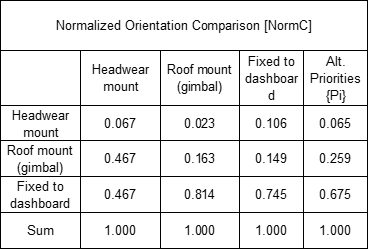 Normalized Orientation Comparison [NormC]
Headwear mount Roof mount (gimbal) Fixed to dashboar d Alt. Priorities {Pi}
Headwear mount 0.067 0.023 0.106 0.065
Roof mount (gimbal) 0.467 0.163 0.149 0.259
Fixed to dashboard 0.467 0.814 0.745 0.675
Sum 1.000 1.000 1.000 1.000